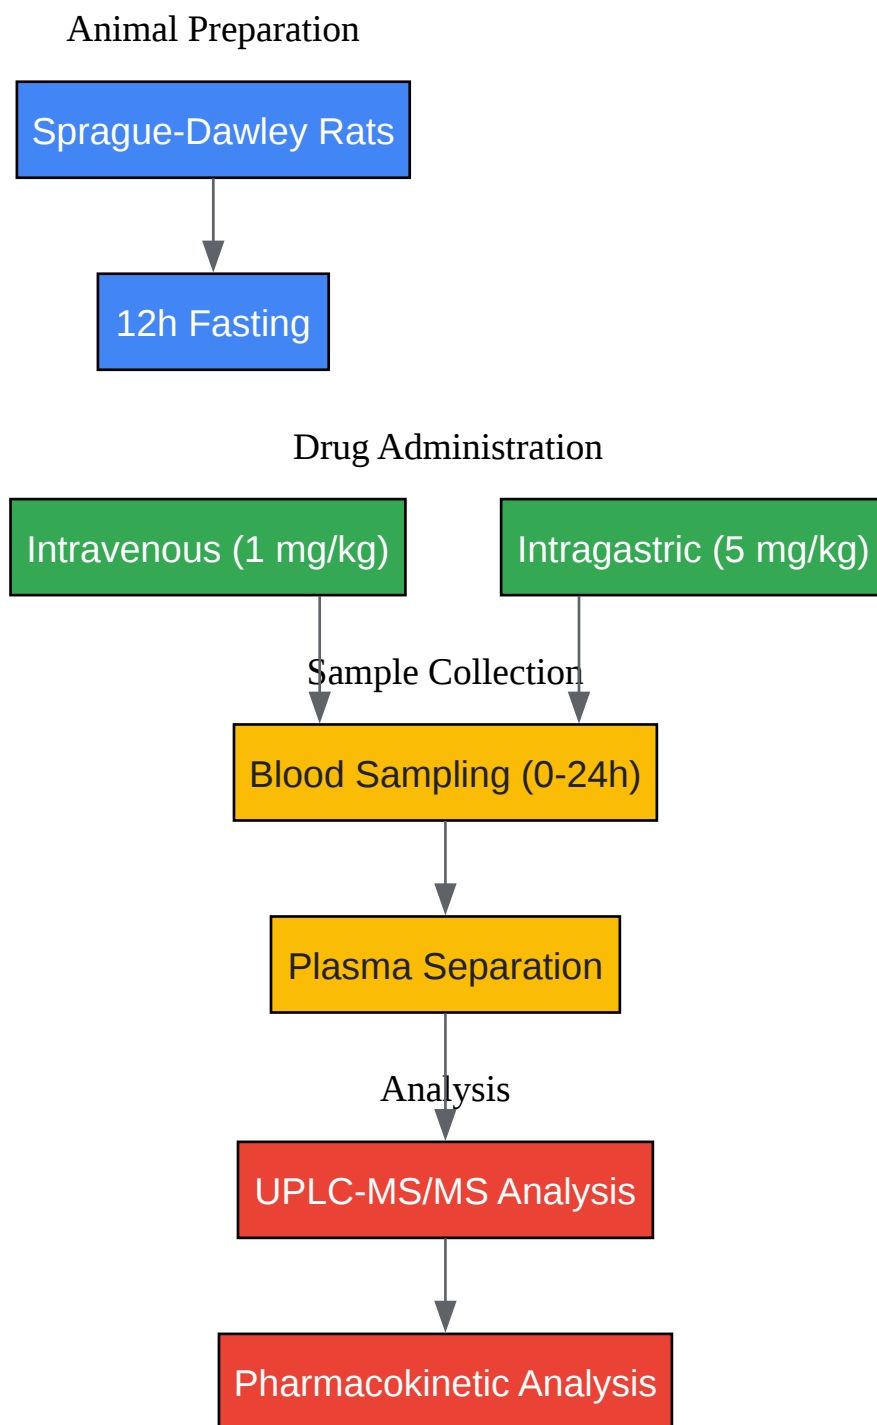 Animal Preparation
Sprague-Dawley Rats
12h Fasting
Drug Administration
Intravenous (1 mg/kg)
Intragastric (5 mg/kg)
Sample Collection
Blood Sampling (0-24h)
Plasma Separation
Analysis
UPLC-MS/MS Analysis
Pharmacokinetic Analysis